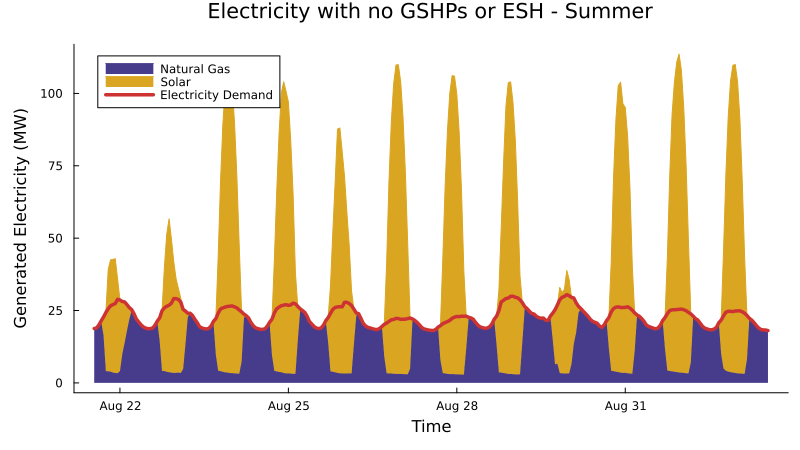 Electricity with no GSHPs or ESH - Summer
Natural Gas
Solar
Electricity Demand
Generated Electricity (MW)
100
75
50
25
0
Aug 22
Aug 25
Aug 28
Aug 31
Time